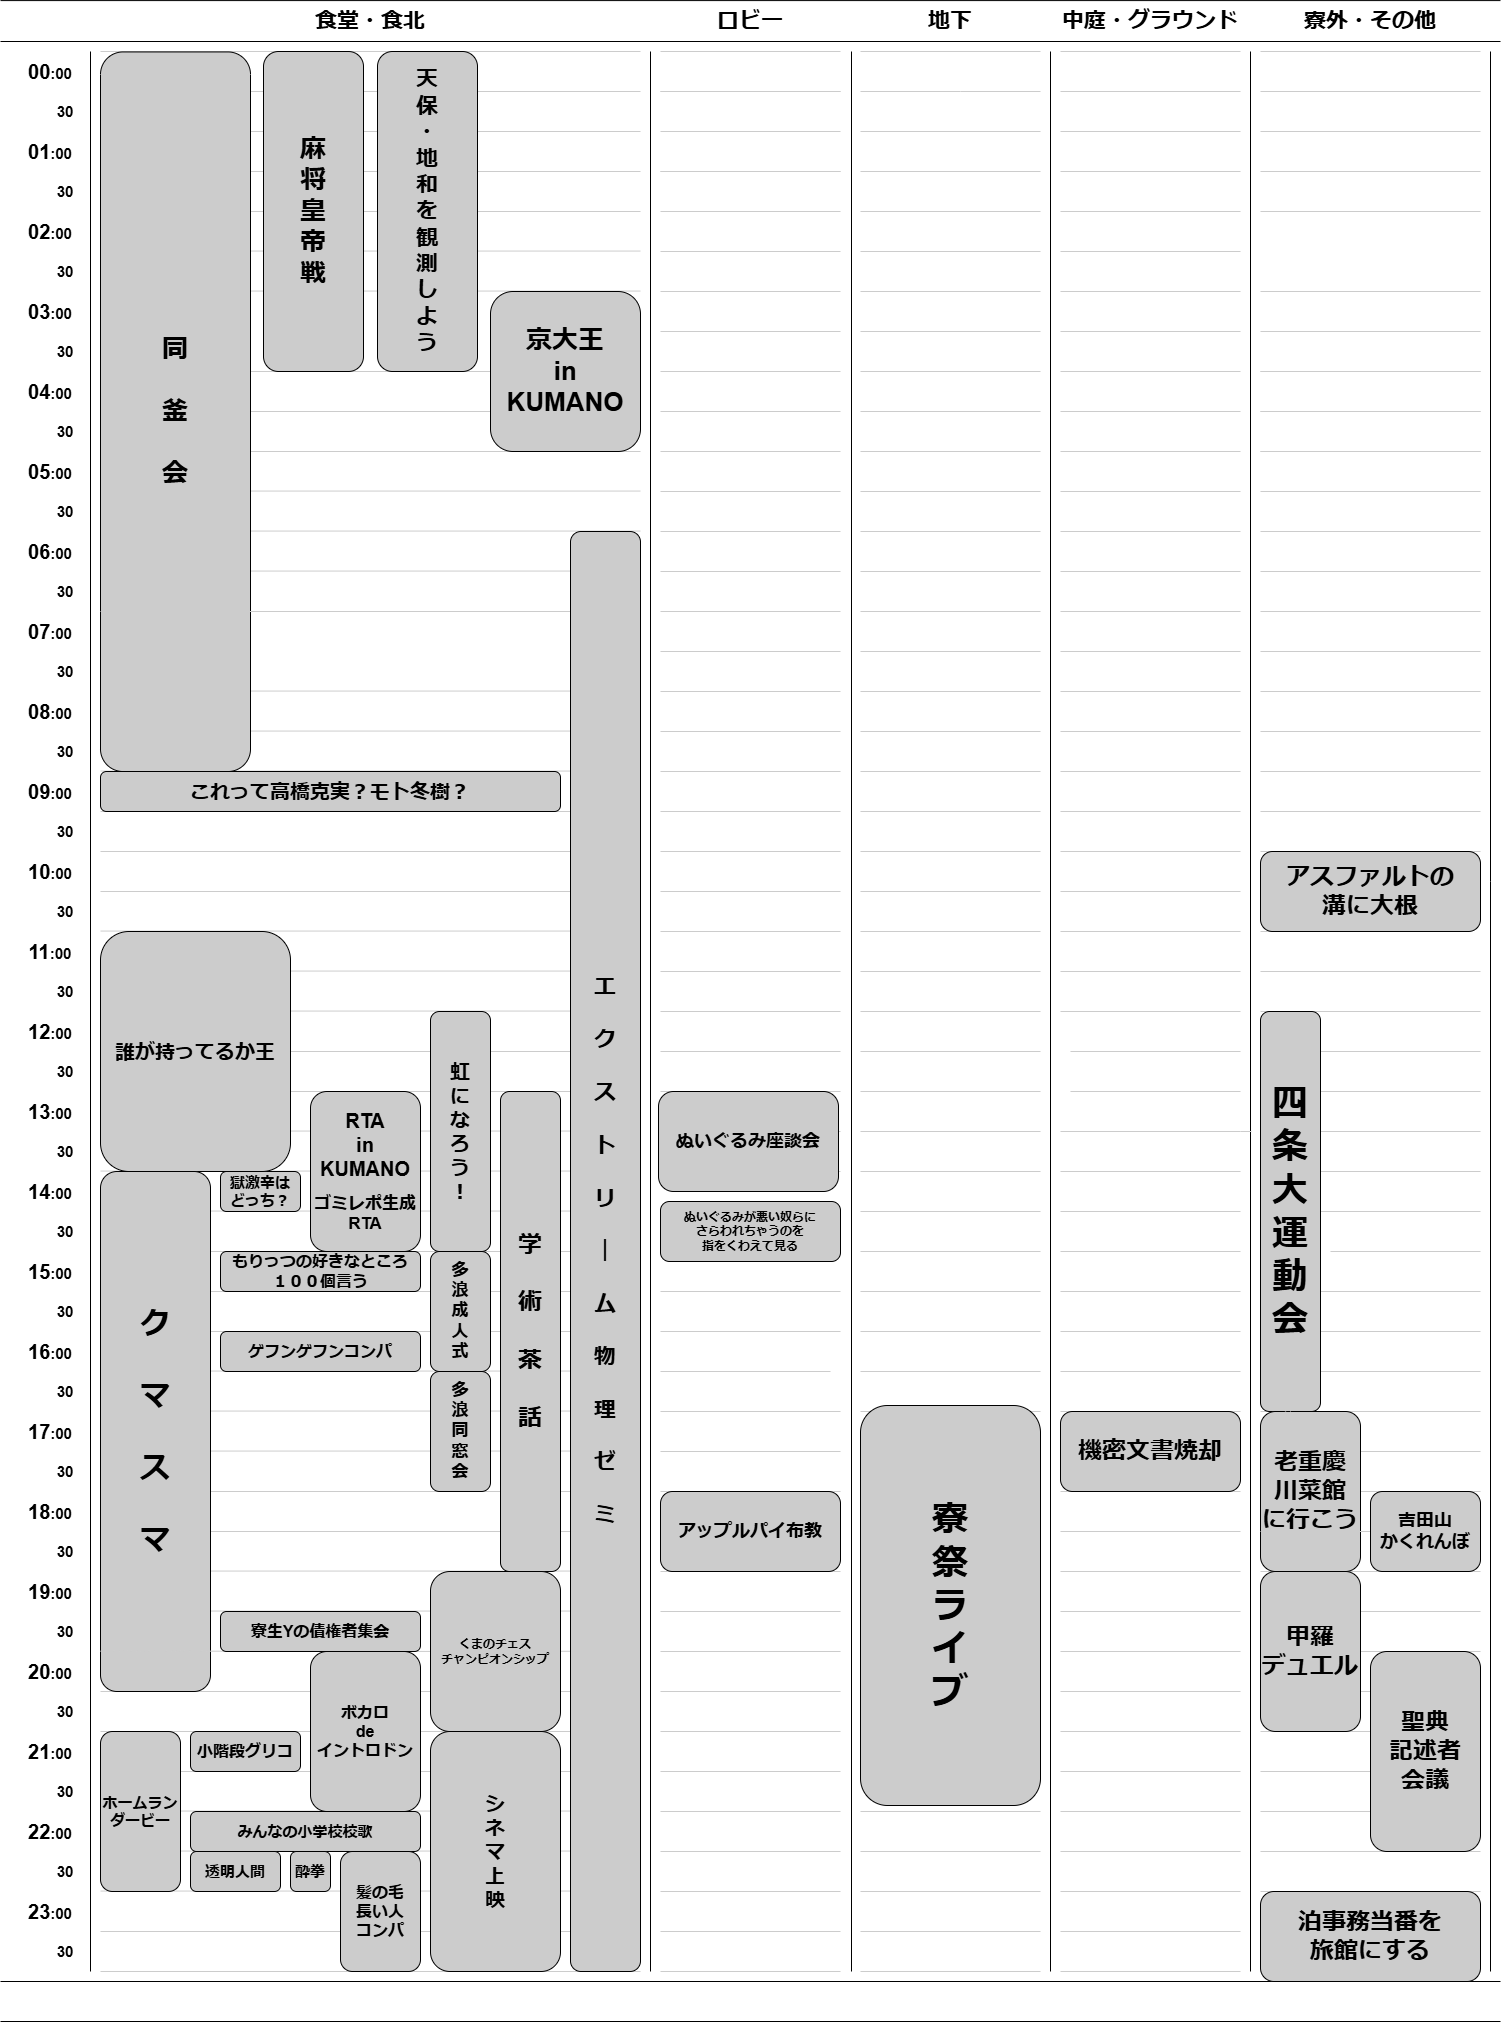 食堂・食北
ロビー
地下
中庭・グラウンド
寮外・その他
00:00
30
01:00
30
02:00
30
03:00
30
04:00
30
05:00
30
06:00
30
07:00
30
08:00
30
09:00
30
10:00
30
11:00
30
12:00
30
13:00
30
14:00
30
15:00
30
16:00
30
17:00
30
18:00
30
19:00
30
20:00
30
21:00
30
22:00
30
23:00
30
同釜会
麻将皇帝戦
天保・地和を観測しよう
京大王
in
KUMANO
これって高橋克実？モト冬樹？
エクストリーム物理ゼミ
誰が持ってるか王
虹になろう！
RTA
in
KUMANO
ゴミレポ生成
RTA
学術茶話
クマスマ
獄激辛は
どっち？
もりっつの好きなところ
１００個言う
多浪成人式
ゲフンゲフンコンパ
多浪同窓会
くまのチェス
チャンピオンシップ
寮生Yの債権者集会
ボカロ
de
イントロドン
ホームラン
ダービー
小階段グリコ
シネマ上映
みんなの小学校校歌
透明人間
酔拳
髪の毛
長い人
コンパ
ぬいぐるみ座談会
ぬいぐるみが悪い奴らに
さらわれちゃうのを
指をくわえて見る
アップルパイ布教
寮祭ライブ
機密文書焼却
アスファルトの
溝に大根
四条大運動会
老重慶
川菜館
に行こう
吉田山
かくれんぼ
甲羅
デュエル
聖典
記述者
会議
泊事務当番を
旅館にする